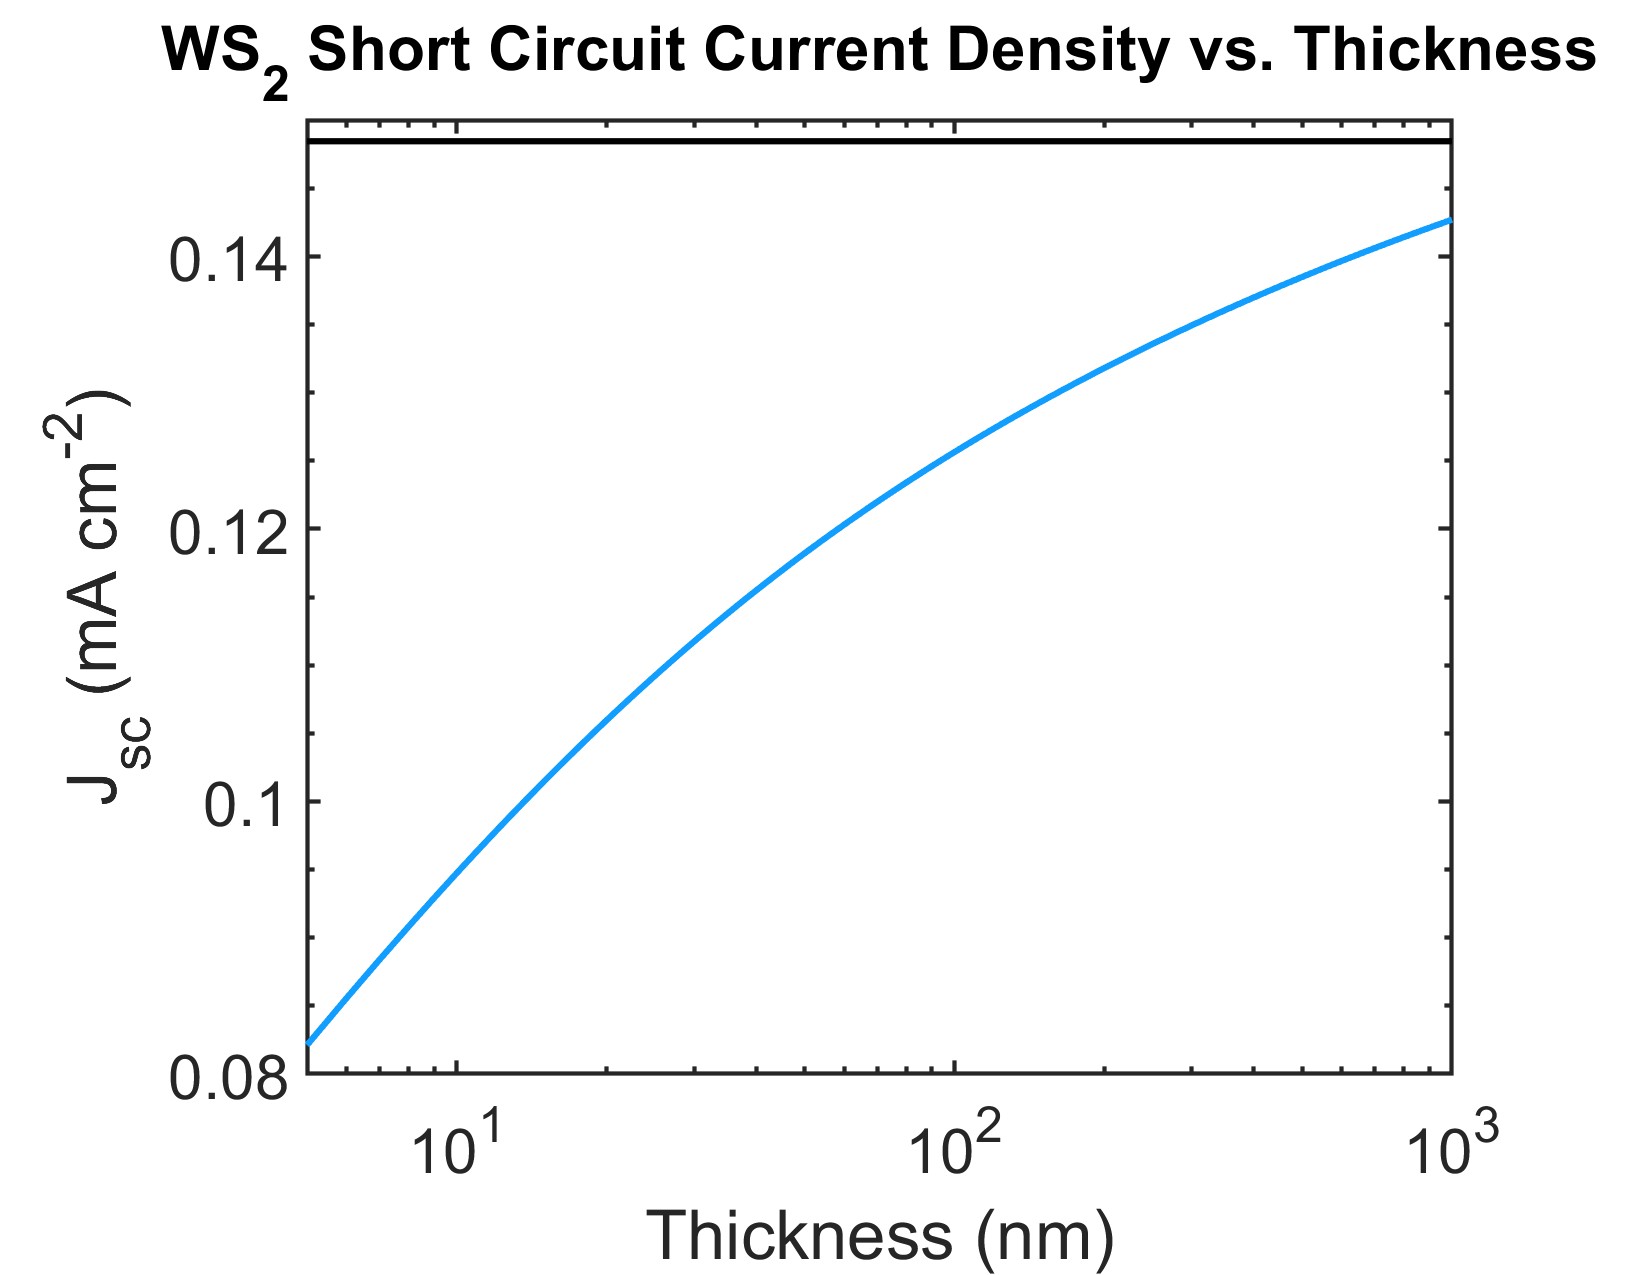 WS₂ Short Circuit Current Density vs. Thickness
J_sc (mA cm⁻²)
0.14
0.12
0.1
0.08
10¹ 10² 10³
Thickness (nm)